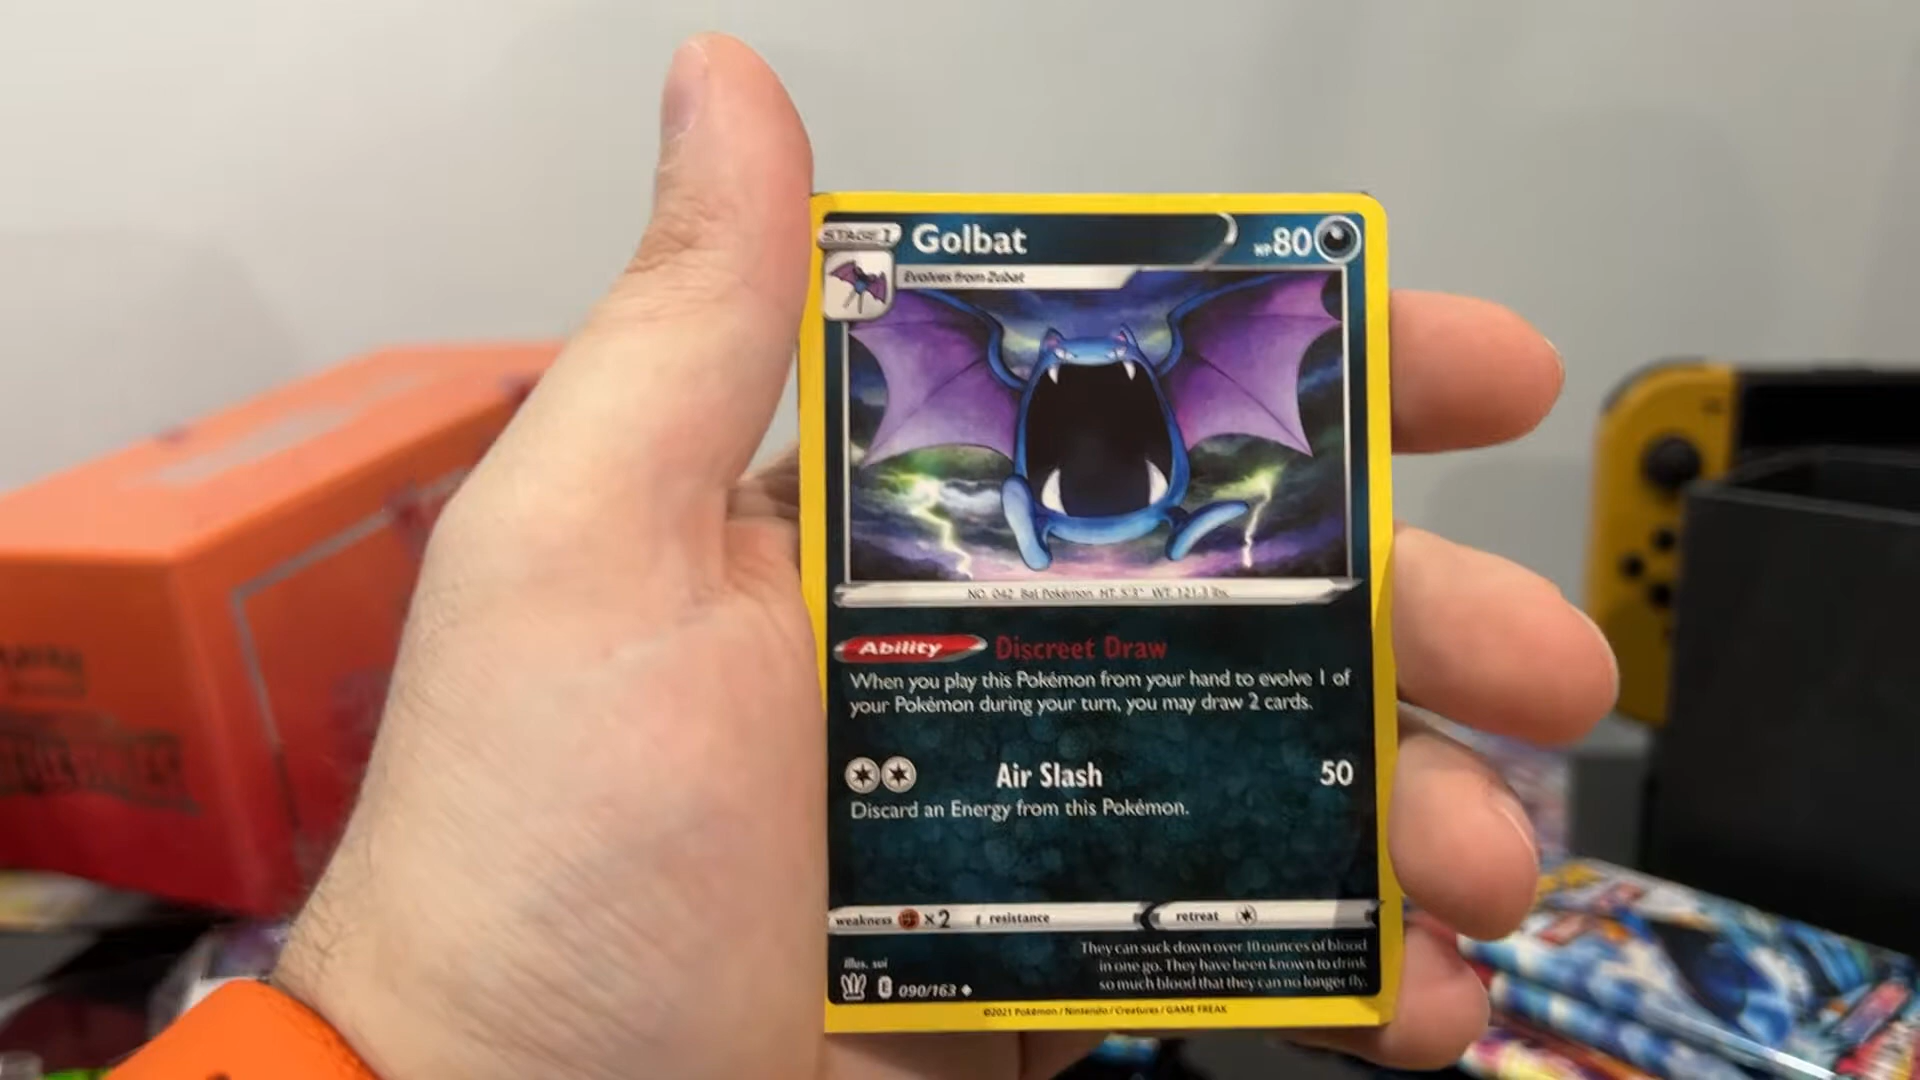 STAGE 1
Golbat
HP 80
Evolves from Zubat
NO. 042 Bat Pokémon HT: 5'3" WT: 121.3 lbs.
Ability
Discreet Draw
When you play this Pokémon from your hand to evolve 1 of
your Pokémon during your turn, you may draw 2 cards.
Air Slash
50
Discard an Energy from this Pokémon.
weakness ×2 resistance retreat
They can suck down over 10 ounces of blood
in one go. They have been known to drink
so much blood that they can no longer fly.
Illus. sui
E 090/163
©2021 Pokémon / Nintendo / Creatures / GAME FREAK